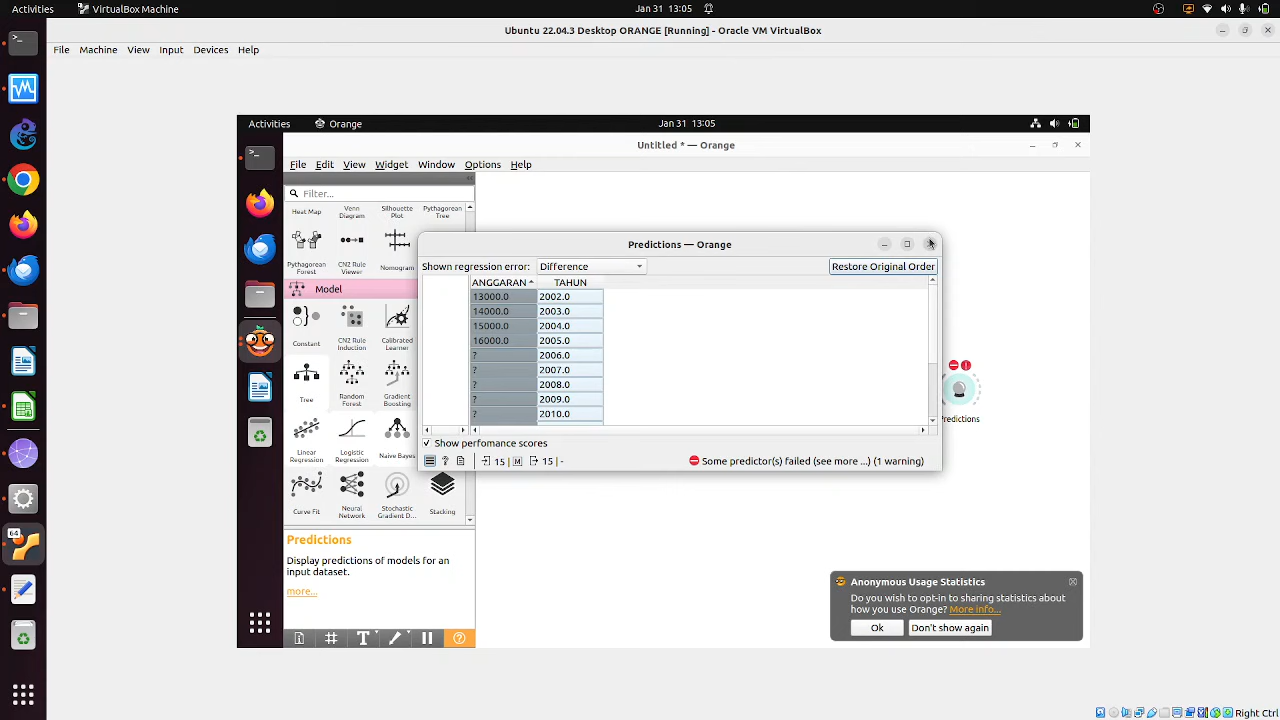 Activities
VirtualBox Machine
Jan 31 13:05
Ubuntu 22.04.3 Desktop ORANGE [Running] - Oracle VM VirtualBox
File Machine View Input Devices Help
Activities
Orange
Jan 31 13:05
Untitled * — Orange
File Edit View Widget Window Options Help
Filter...
Heat Map
Venn Diagram
Silhouette Plot
Pythagorean Tree
Pythagorean Forest
CN2 Rule Viewer
Nomogram
Model
Constant
CN2 Rule Induction
Calibrated Learner
Tree
Random Forest
Gradient Boosting
Linear Regression
Logistic Regression
Naive Bayes
Curve Fit
Neural Network
Stochastic Gradient D...
Stacking
Predictions
Display predictions of models for an
input dataset.
more...
Predictions — Orange
Shown regression error: Difference
Restore Original Order
ANGGARAN TAHUN
13000.0 2002.0
14000.0 2003.0
15000.0 2004.0
16000.0 2005.0
? 2006.0
? 2007.0
? 2008.0
? 2009.0
? 2010.0
Show perfomance scores
? 15 | M 15 | -
Some predictor(s) failed (see more ...) (1 warning)
Predictions
Anonymous Usage Statistics
Do you wish to opt-in to sharing statistics about
how you use Orange? More info...
Ok
Don't show again
64
Right Ctrl